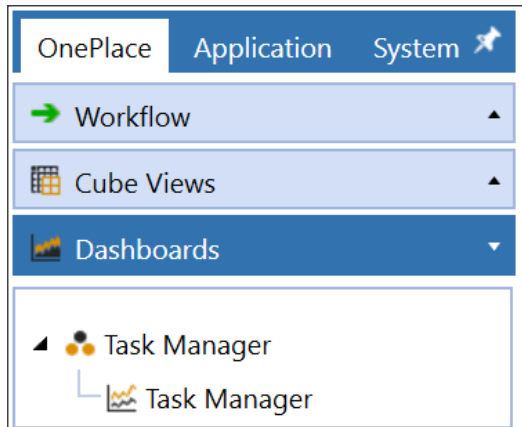 OnePlace Application System
Workflow
Cube Views
Dashboards
Task Manager
Task Manager